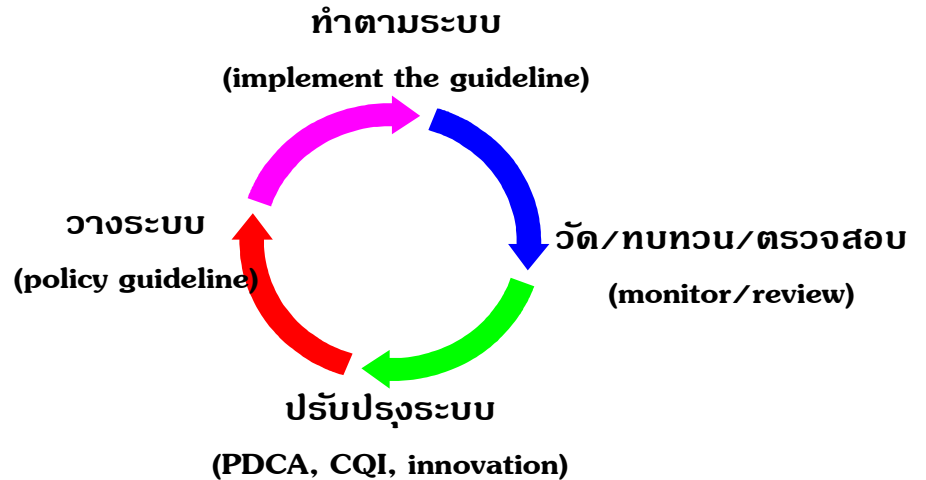 ทำตามระบบ
(implement the guideline)
วางระบบ
(policy guideline)
วัด/ทบทวน/ตรวจสอบ
(monitor/review)
ปรับปรุงระบบ
(PDCA, CQI, innovation)